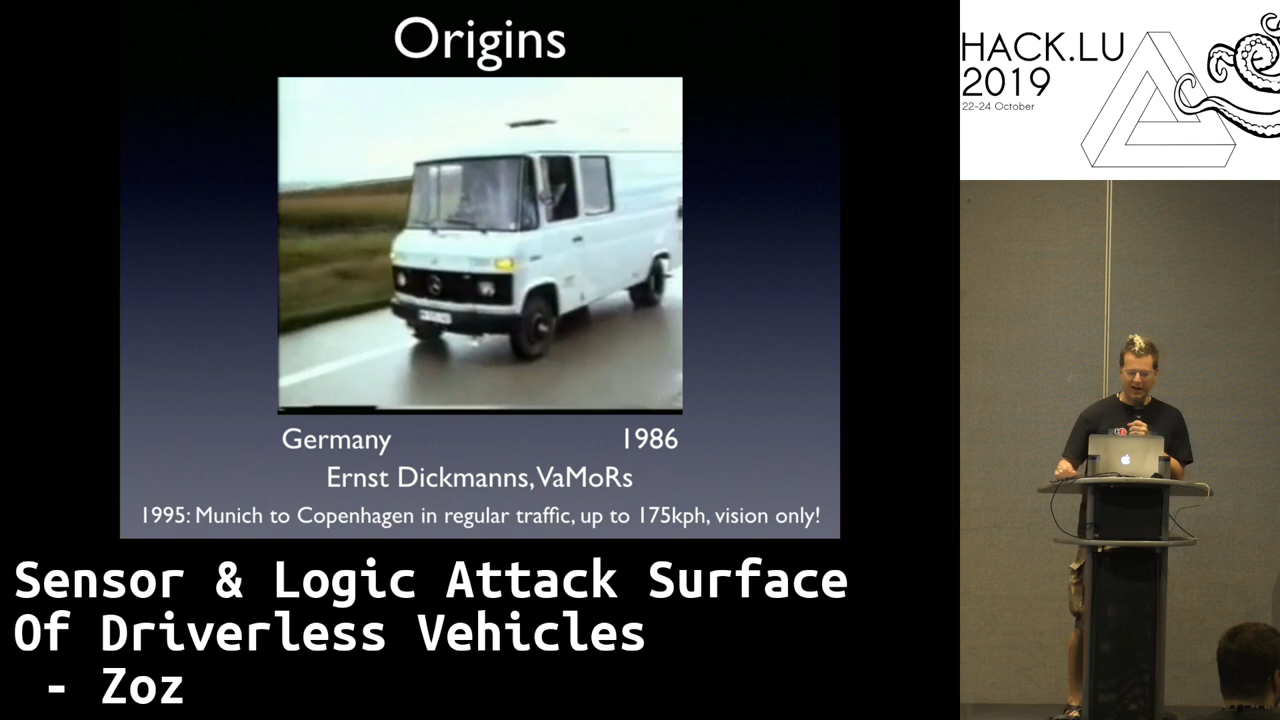 Origins
Germany 1986
Ernst Dickmanns, VaMoRs
1995: Munich to Copenhagen in regular traffic, up to 175kph, vision only!
HACK.LU
2019
22-24 October
Sensor & Logic Attack Surface
Of Driverless Vehicles
- Zoz